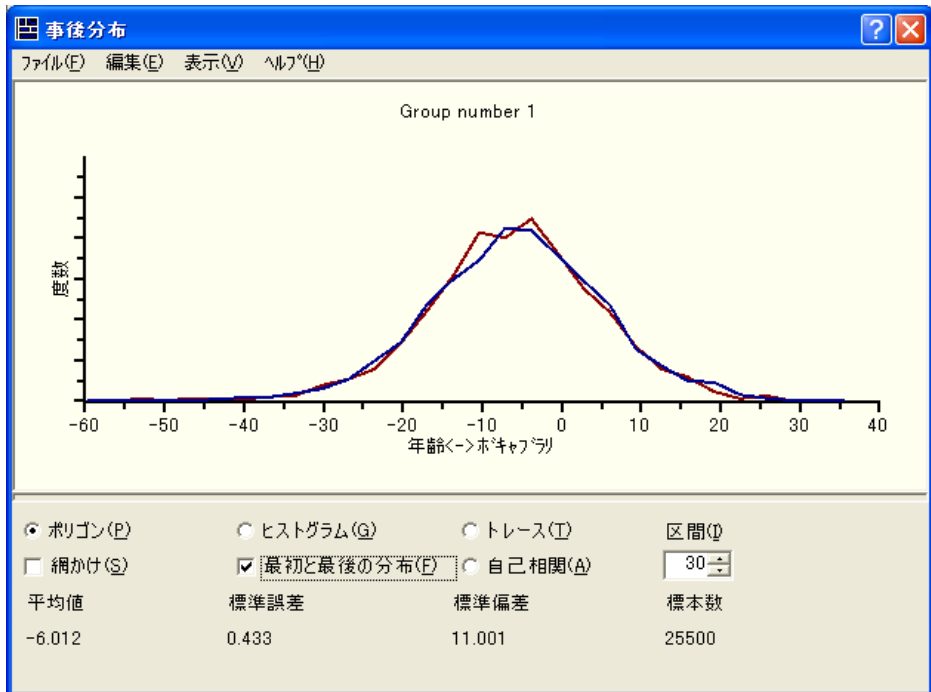 事後分布
ファイル(F) 編集(E) 表示(V) ヘルプ(H)
Group number 1
度数
-60 -50 -40 -30 -20 -10 0 10 20 30 40
年齢<->ボキャブラリ
ポリゴン(P) ヒストグラム(G) トレース(T) 区間(I)
網かけ(S) 最初と最後の分布(F) 自己相関(A) 30
平均値 標準誤差 標準偏差 標本数
-6.012 0.433 11.001 25500